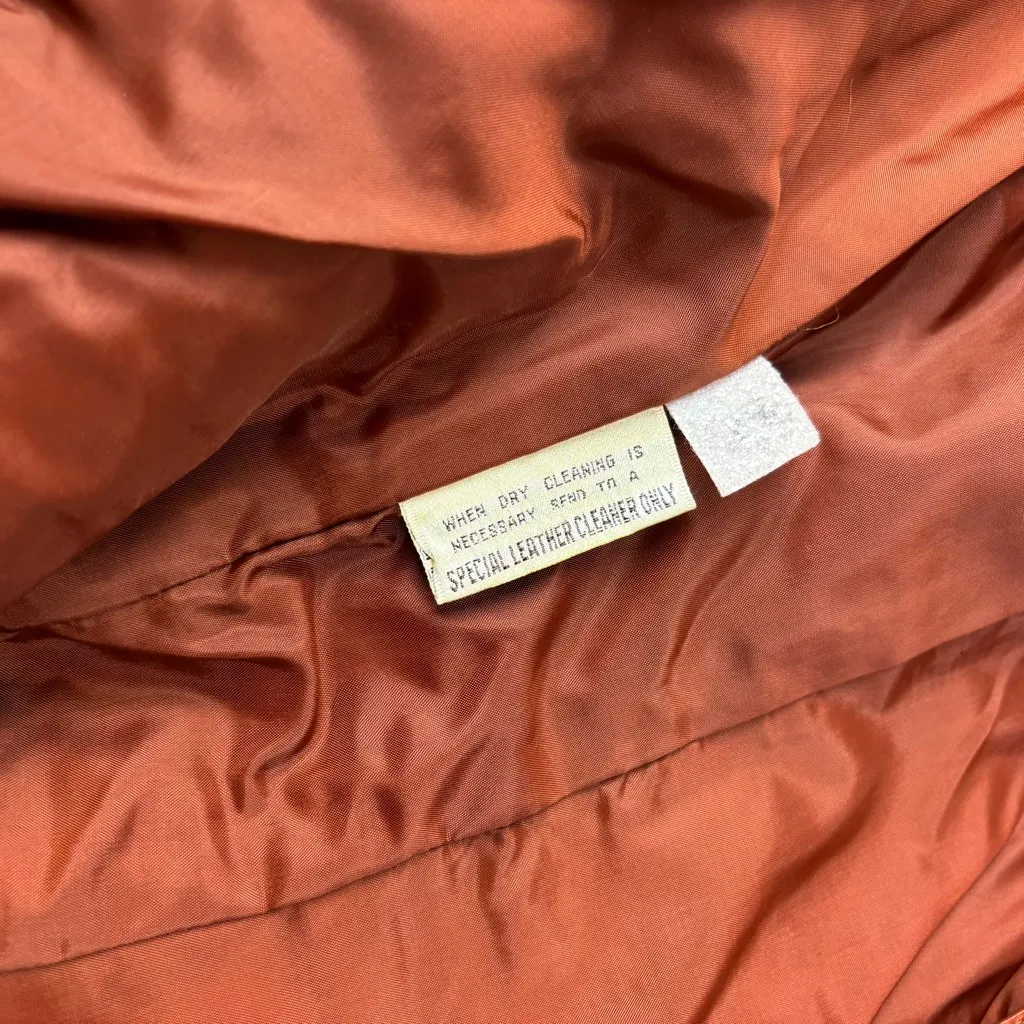 WHEN DRY CLEANING IS
NECESSARY SEND TO A
SPECIAL LEATHER CLEANER ONLY